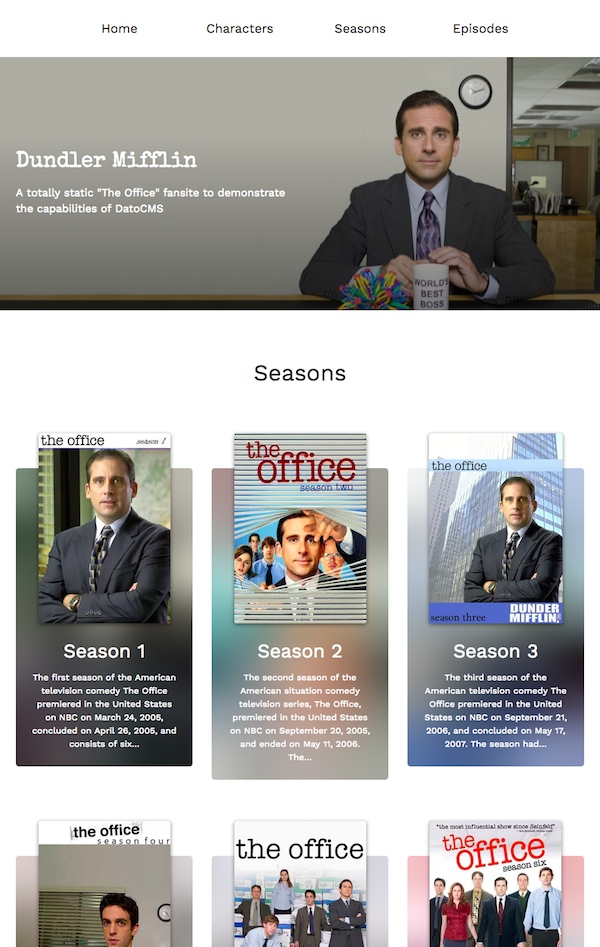 Home Characters Seasons Episodes
Dundler Mifflin
A totally static "The Office" fansite to demonstrate
the capabilities of DatoCMS
WORLD'S
BEST
BOSS
Seasons
the office season 1
the
office
season two
the office
season three DUNDER
MIFFLIN,
Season 1
The first season of the American
television comedy The Office
premiered in the United States
on NBC on March 24, 2005,
concluded on April 26, 2005, and
consists of six...
Season 2
The second season of the
American situation comedy
television series, The Office,
premiered in the United States
on NBC on September 20, 2005,
and ended on May 11, 2006.
The...
Season 3
The third season of the
American television comedy The
Office premiered in the United
States on NBC on September 21,
2006, and concluded on May 17,
2007. The season had...
the office
season four
the office
"the most influential show since Seinfeld"
the
office
season six